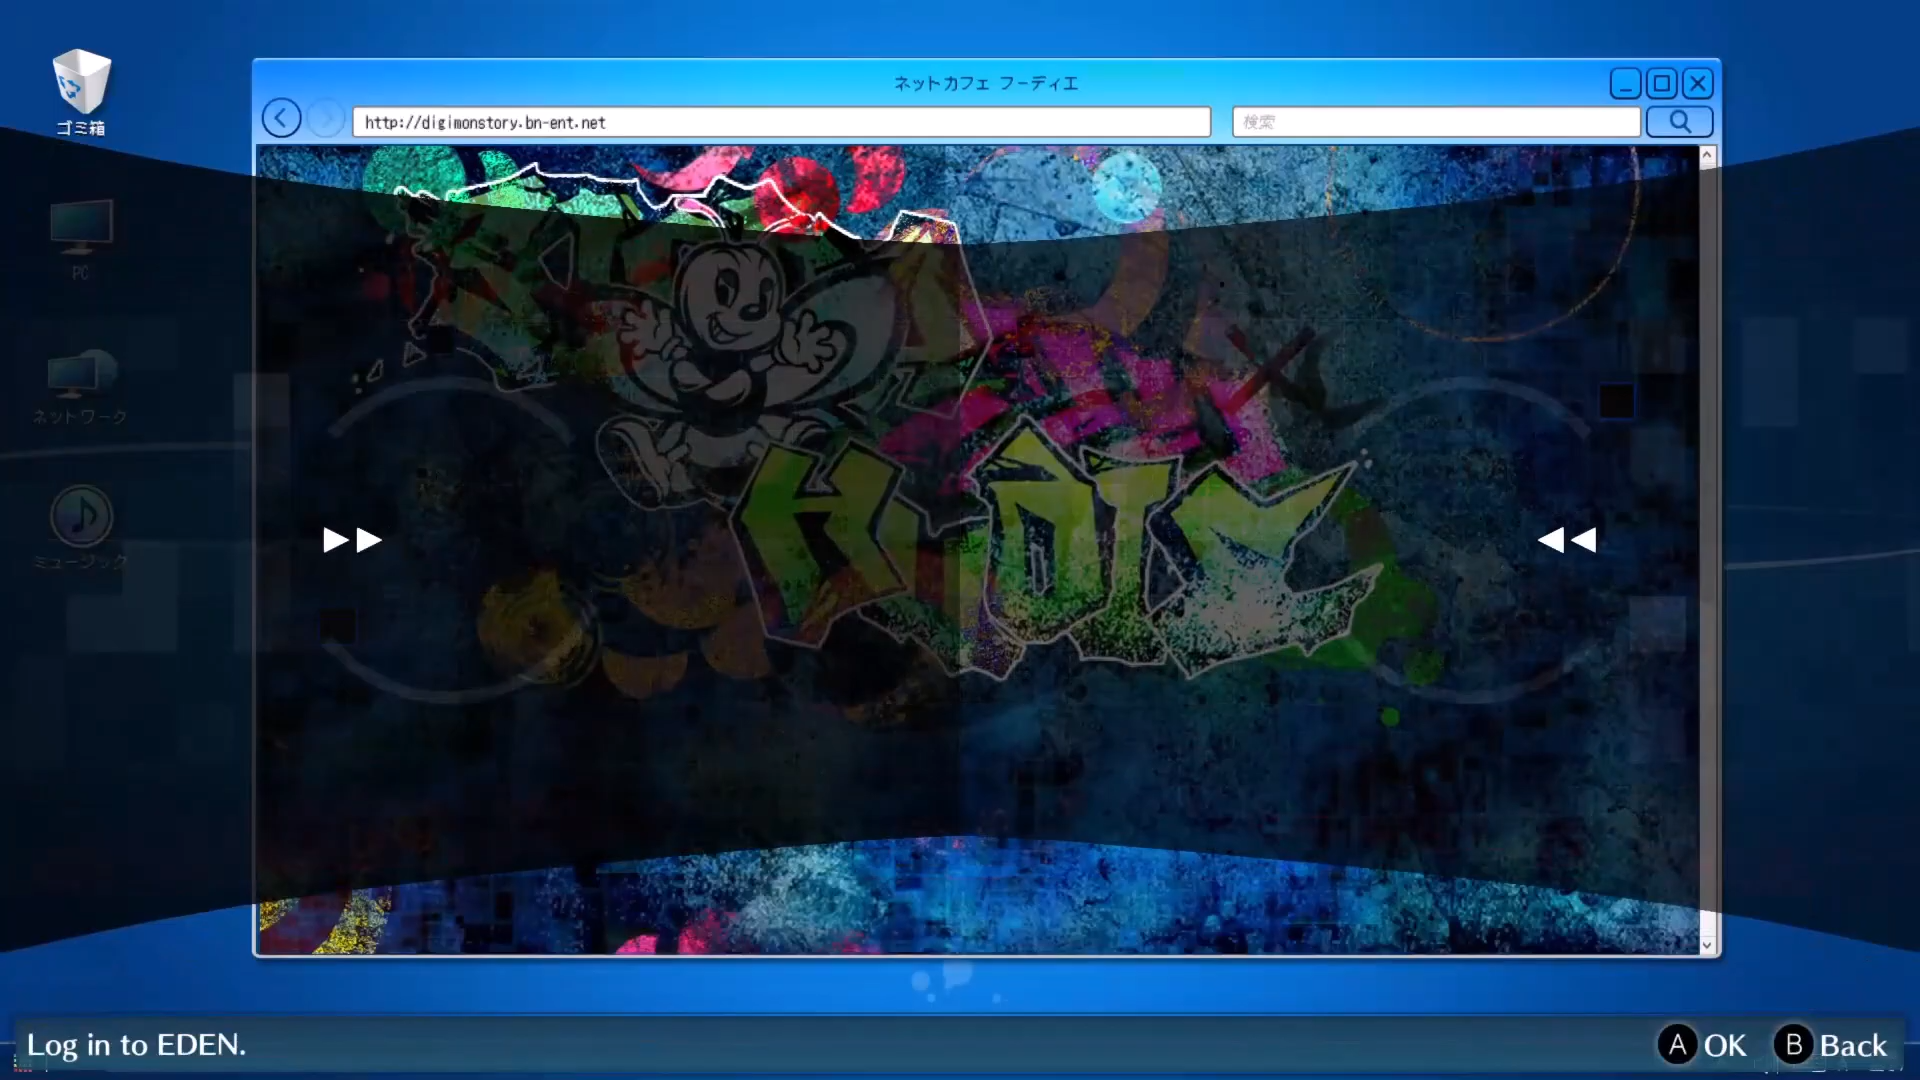 ネットカフェ フーディエ
http://digimonstory.bn-ent.net
検索
ゴミ箱
PC
ネットワーク
ミュージック
Log in to EDEN.
A OK B Back